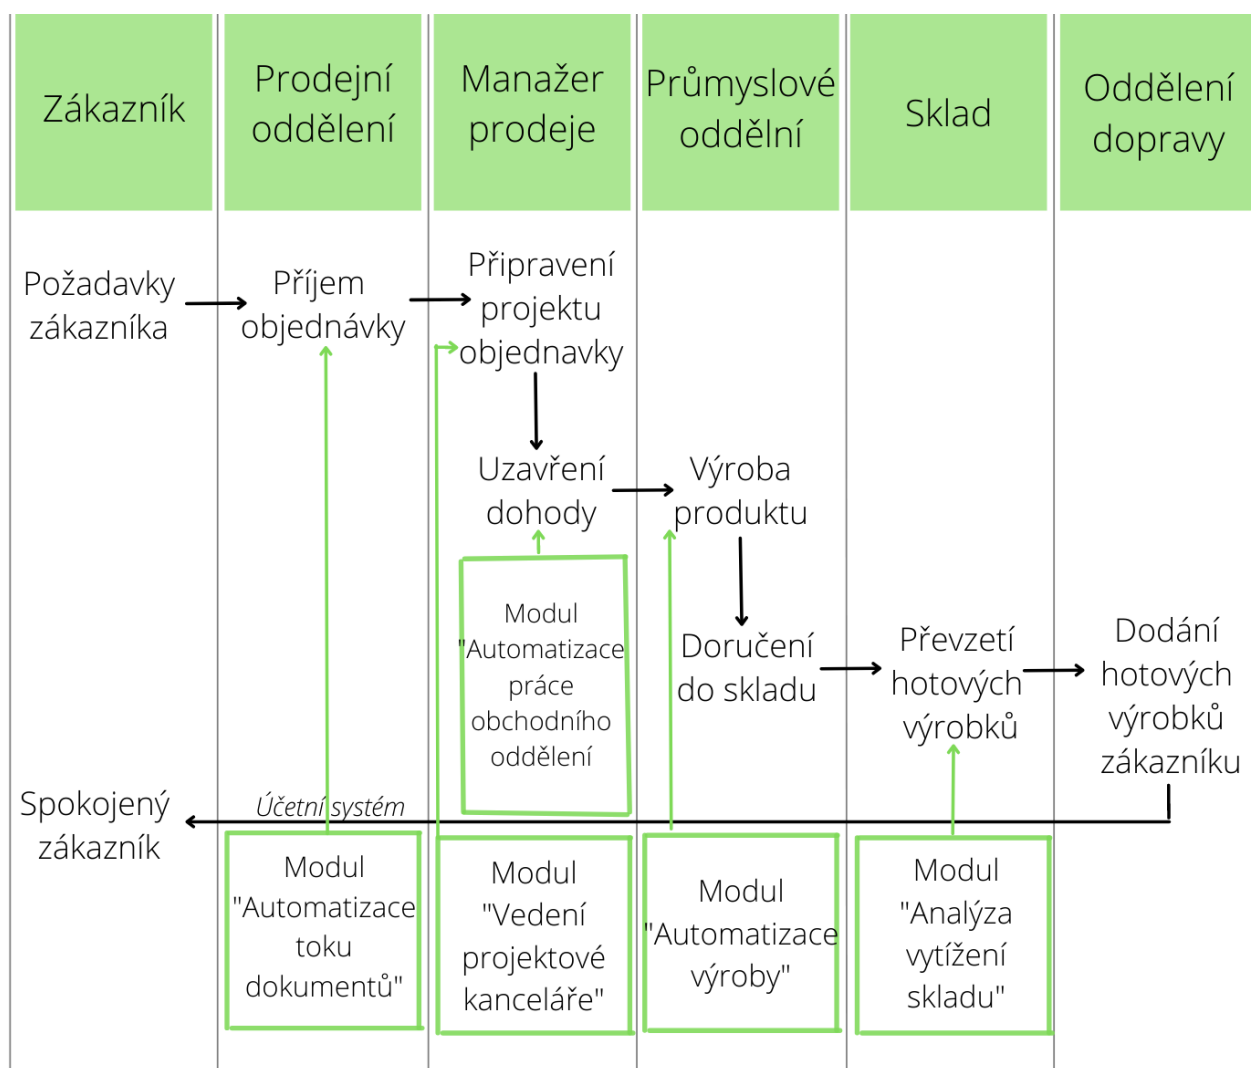 Zákazník
Prodejní
oddělení
Manažer
prodeje
Průmyslové
oddělní
Sklad
Oddělení
dopravy
Požadavky
zákazníka
Příjem
objednávky
Připravení
projektu
objednavky
Uzavření
dohody
Výroba
produktu
Modul
"Automatizace
práce
obchodního
oddělení
Doručení
do skladu
Převzetí
hotových
výrobků
Dodání
hotových
výrobků
zákazníku
Spokojený
zákazník
Účetní systém
Modul
"Automatizace
toku
dokumentů"
Modul
"Vedení
projektové
kanceláře"
Modul
"Automatizace
výroby"
Modul
"Analýza
vytížení
skladu"